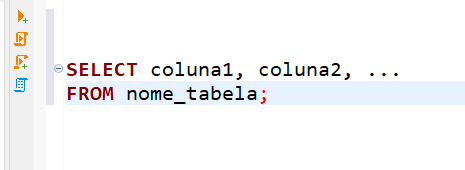 SELECT coluna1, coluna2, ...
FROM nome_tabela;